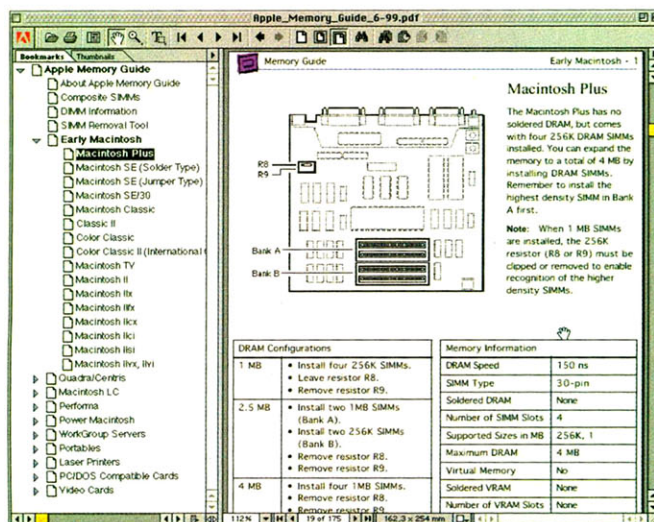 Apple_Memory_Guide_6-99.pdf
Bookmarks
Thumbnails
Apple Memory Guide
About Apple Memory Guide
Composite SIMMs
DIMM Information
SIMM Removal Tool
Early Macintosh
Macintosh Plus
Macintosh SE (Solder Type)
Macintosh SE (Jumper Type)
Macintosh SE/30
Macintosh Classic
Classic II
Color Classic
Color Classic II (International
Macintosh TV
Macintosh II
Macintosh IIx
Macintosh IIfx
Macintosh IIcx
Macintosh IIci
Macintosh IIsi
Macintosh IIvx, IIvi
Quadra/Centris
Macintosh LC
Performa
Power Macintosh
WorkGroup Servers
Portables
Laser Printers
PC/DOS Compatible Cards
Video Cards
Memory Guide
Early Macintosh - 1
R8
R9
Bank A
Bank B
Macintosh Plus
The Macintosh Plus has no
soldered DRAM, but comes
with four 256K DRAM SIMMs
installed. You can expand the
memory to a total of 4 MB by
installing DRAM SIMMs.
Remember to install the
highest density SIMM in Bank
A first.
Note: When 1 MB SIMMs
are installed, the 256K
resistor (R8 or R9) must be
clipped or removed to enable
recognition of the higher
density SIMMs.
DRAM Configurations
1 MB
• Install four 256K SIMMs.
• Leave resistor R8.
• Remove resistor R9.
2.5 MB
• Install two 1MB SIMMs
(Bank A).
• Install two 256K SIMMs
(Bank B).
• Remove resistor R8.
• Remove resistor R9.
4 MB
• Install four 1MB SIMMs.
• Remove resistor R8.
• Remove resistor R9.
Memory Information
DRAM Speed 150 ns
SIMM Type 30-pin
Soldered DRAM None
Number of SIMM Slots 4
Supported Sizes in MB 256K, 1
Maximum DRAM 4 MB
Virtual Memory No
Soldered VRAM None
Number of VRAM Slots None
112%
19 of 175
162.3 x 254 mm